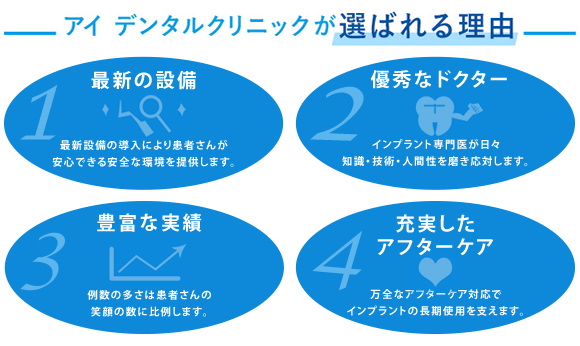 アイ デンタルクリニックが選ばれる理由
1
最新の設備
最新設備の導入により患者さんが
安心できる安全な環境を提供します。
2
優秀なドクター
インプラント専門医が日々
知識・技術・人間性を磨き応対します。
3
豊富な実績
例数の多さは患者さんの
笑顔の数に比例します。
4
充実した
アフターケア
万全なアフターケア対応で
インプラントの長期使用を支えます。